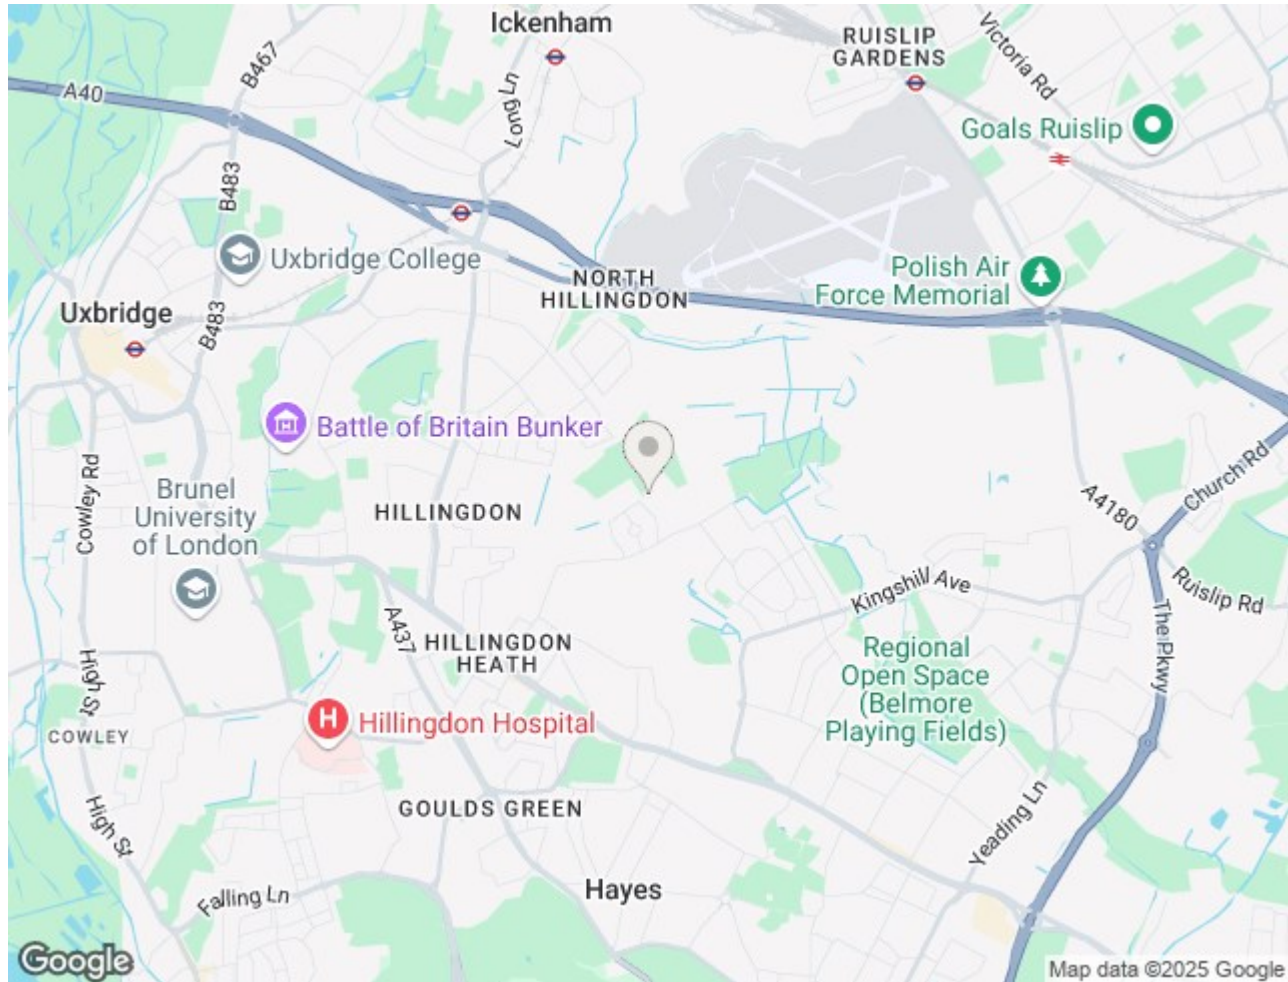 Ickenham
RUISLIP
GARDENS
Victoria Rd
B467
A40
Long Ln
Goals Ruislip
B483
Uxbridge College
NORTH
HILLINGDON
Polish Air
Force Memorial
Uxbridge
B483
Battle of Britain Bunker
Cowley Rd
Brunel
University
of London
HILLINGDON
A4180
Church Rd
Kingshill Ave
Ruislip Rd
A437
HILLINGDON
HEATH
The Pkwy
Regional
Open Space
(Belmore
Playing Fields)
High St
COWLEY
H
Hillingdon Hospital
GOULDS GREEN
High St
Yeading Ln
Falling Ln
Hayes
Google
Map data ©2025 Google